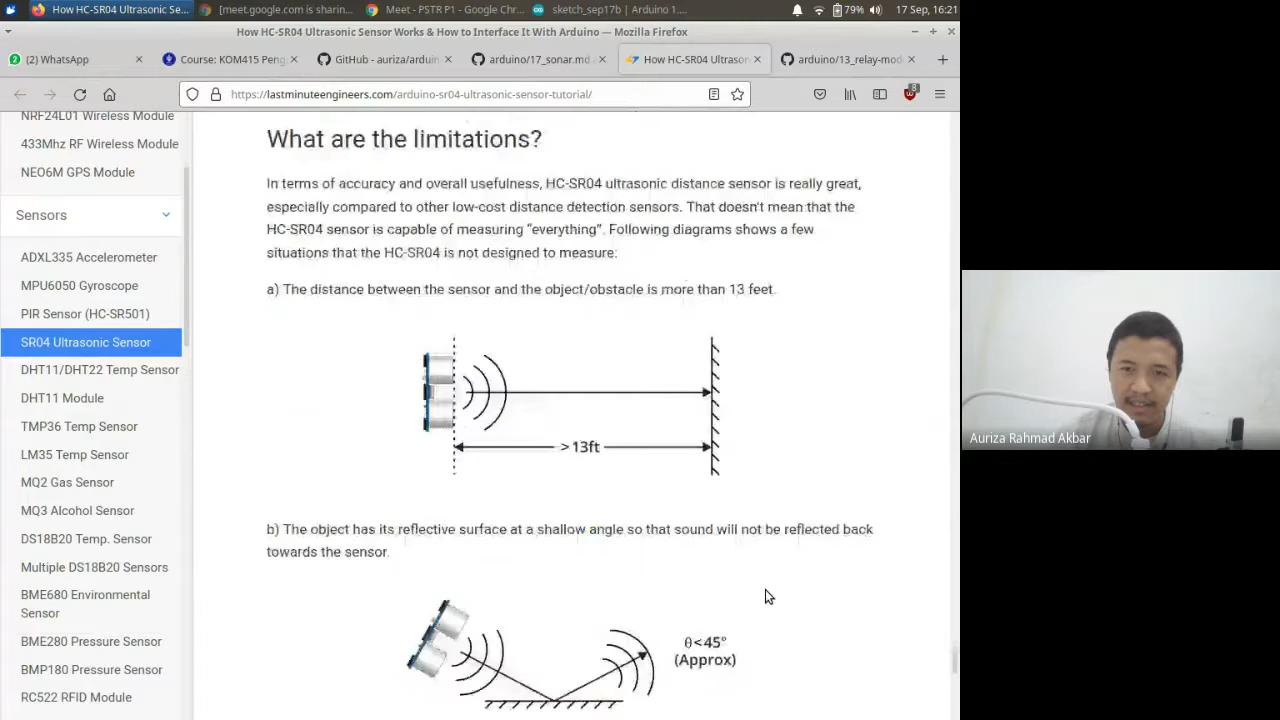 How HC-SR04 Ultrasonic Se...
[meet.google.com is sharin...
Meet - PSTR P1 - Google Chr...
sketch_sep17b | Arduino 1....
79%
17 Sep, 16:21
How HC-SR04 Ultrasonic Sensor Works & How to Interface It With Arduino — Mozilla Firefox
(2) WhatsApp
Course: KOM415 Peng
GitHub - auriza/arduin
arduino/17_sonar.md a
How HC-SR04 Ultrason
arduino/13_relay-mod
https://lastminuteengineers.com/arduino-sr04-ultrasonic-sensor-tutorial/
8
NRF24L01 Wireless Module
433Mhz RF Wireless Module
NEO6M GPS Module
Sensors
ADXL335 Accelerometer
MPU6050 Gyroscope
PIR Sensor (HC-SR501)
SR04 Ultrasonic Sensor
DHT11/DHT22 Temp Sensor
DHT11 Module
TMP36 Temp Sensor
LM35 Temp Sensor
MQ2 Gas Sensor
MQ3 Alcohol Sensor
DS18B20 Temp. Sensor
Multiple DS18B20 Sensors
BME680 Environmental
Sensor
BME280 Pressure Sensor
BMP180 Pressure Sensor
RC522 RFID Module
What are the limitations?
In terms of accuracy and overall usefulness, HC-SR04 ultrasonic distance sensor is really great,
especially compared to other low-cost distance detection sensors. That doesn't mean that the
HC-SR04 sensor is capable of measuring “everything”. Following diagrams shows a few
situations that the HC-SR04 is not designed to measure:
a) The distance between the sensor and the object/obstacle is more than 13 feet.
>13ft
b) The object has its reflective surface at a shallow angle so that sound will not be reflected back
towards the sensor.
θ<45°
(Approx)
Auriza Rahmad Akbar